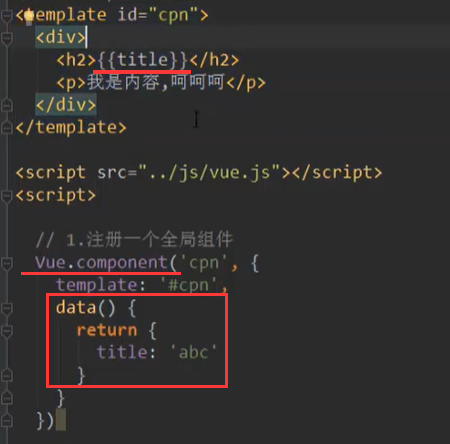 <template id="cpn">
<div>
<h2>{{title}}</h2>
<p>我是内容,呵呵呵</p>
</div>
</template>
<script src="../js/vue.js"></script>
<script>
// 1.注册一个全局组件
Vue.component('cpn', {
template: '#cpn',
data() {
return {
title: 'abc'
}
}
})